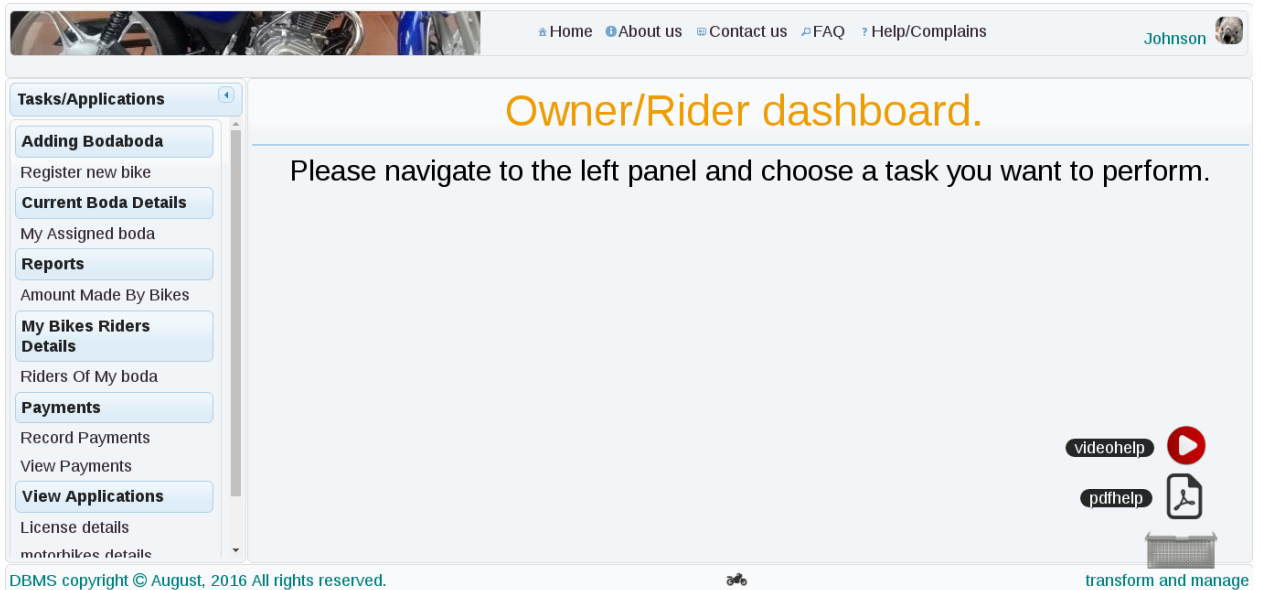 Home About us Contact us FAQ ? Help/Complains
Johnson
Tasks/Applications
Owner/Rider dashboard.
Please navigate to the left panel and choose a task you want to perform.
Adding Bodaboda
Register new bike
Current Boda Details
My Assigned boda
Reports
Amount Made By Bikes
My Bikes Riders
Details
Riders Of My boda
Payments
Record Payments
View Payments
View Applications
License details
motorbikes details
videohelp
pdfhelp
DBMS copyright © August, 2016 All rights reserved.
transform and manage